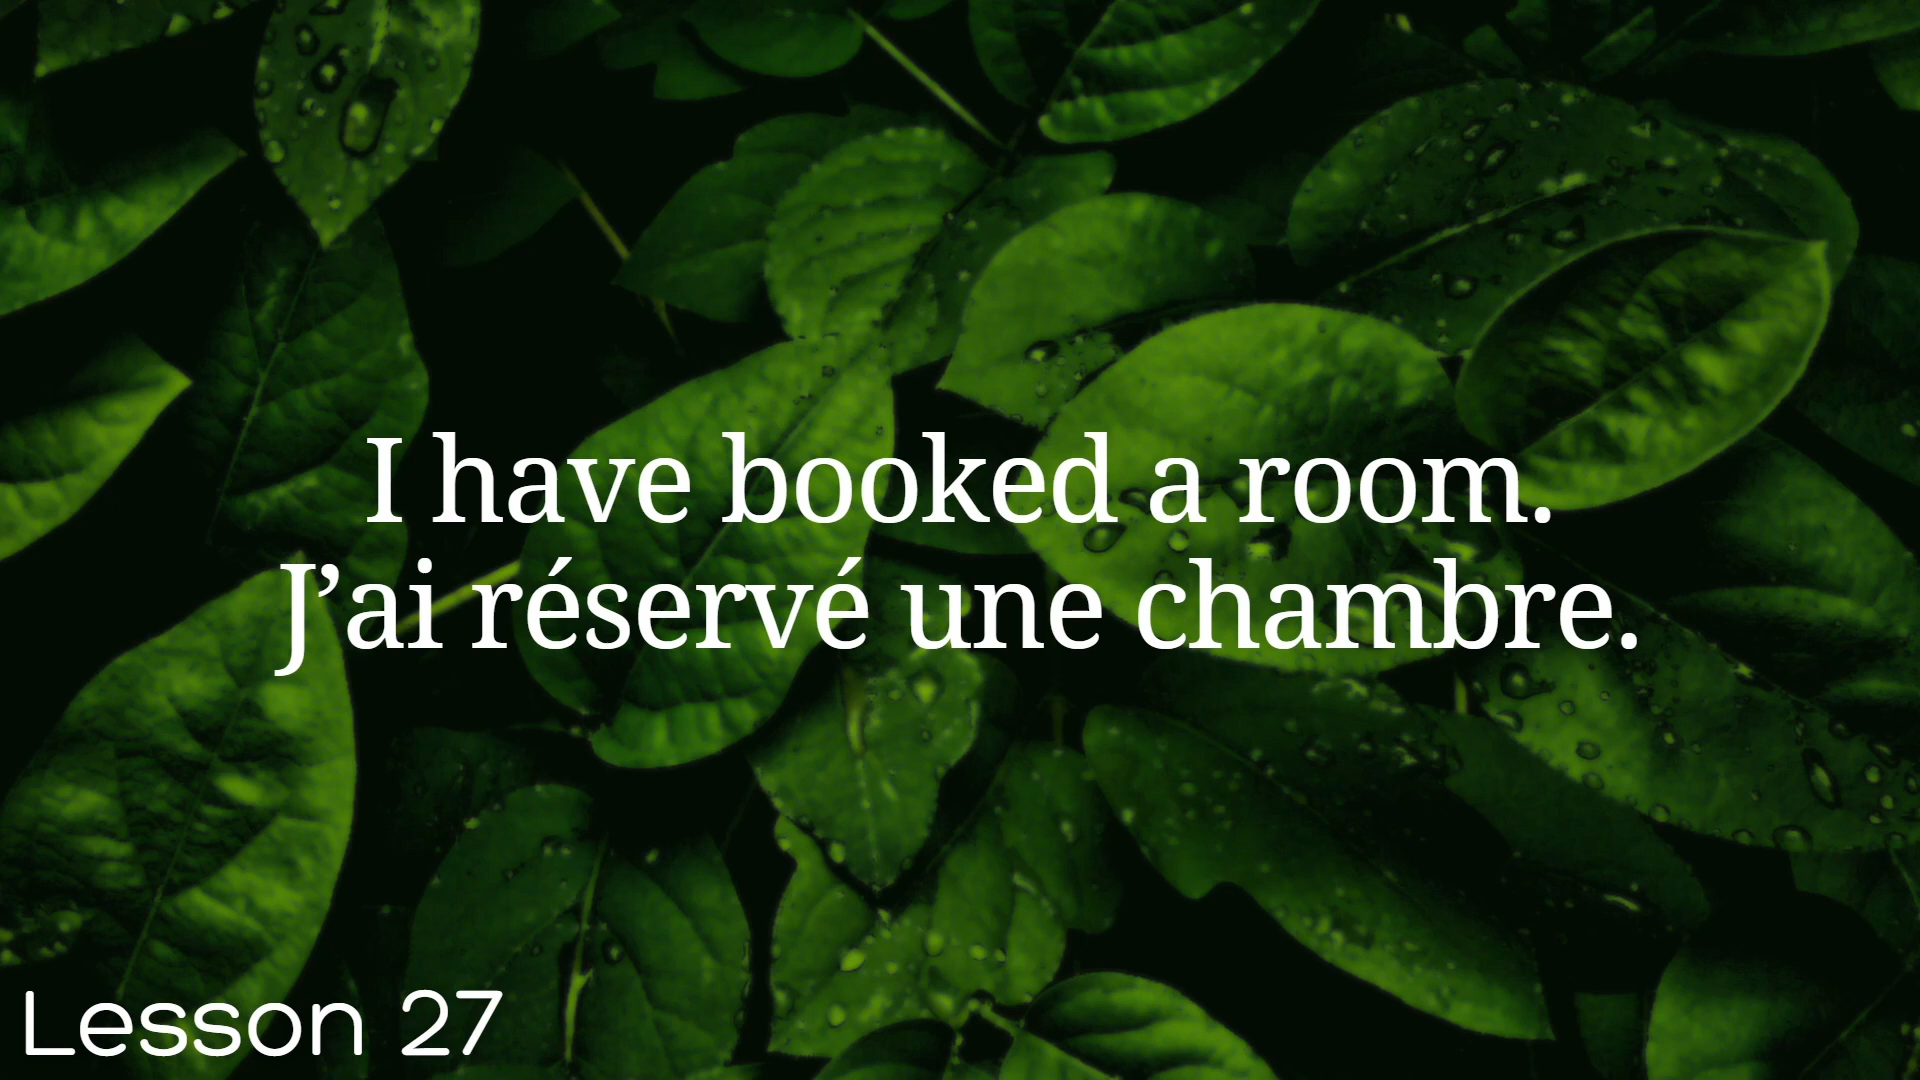 I have booked a room.
J’ai réservé une chambre.
Lesson 27